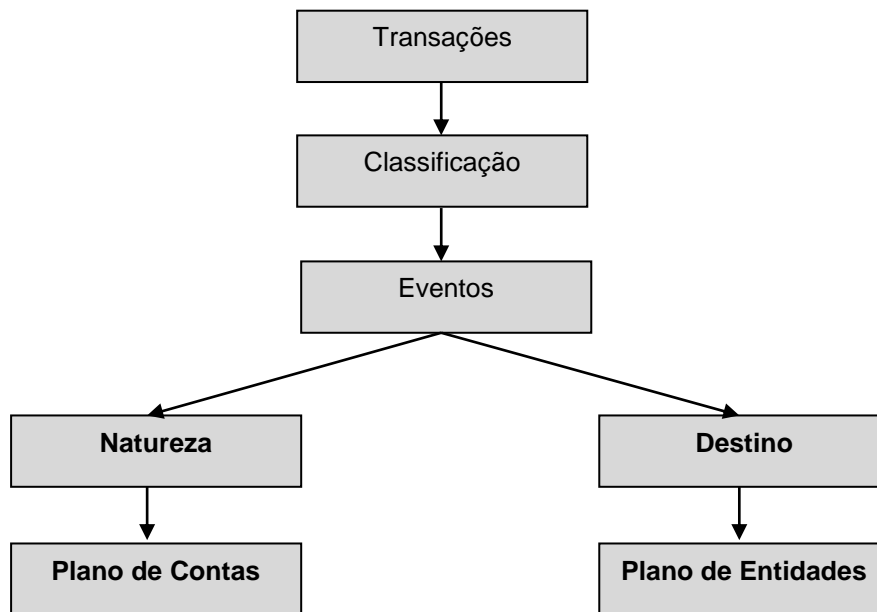 Transações
Classificação
Eventos
Natureza
Destino
Plano de Contas
Plano de Entidades